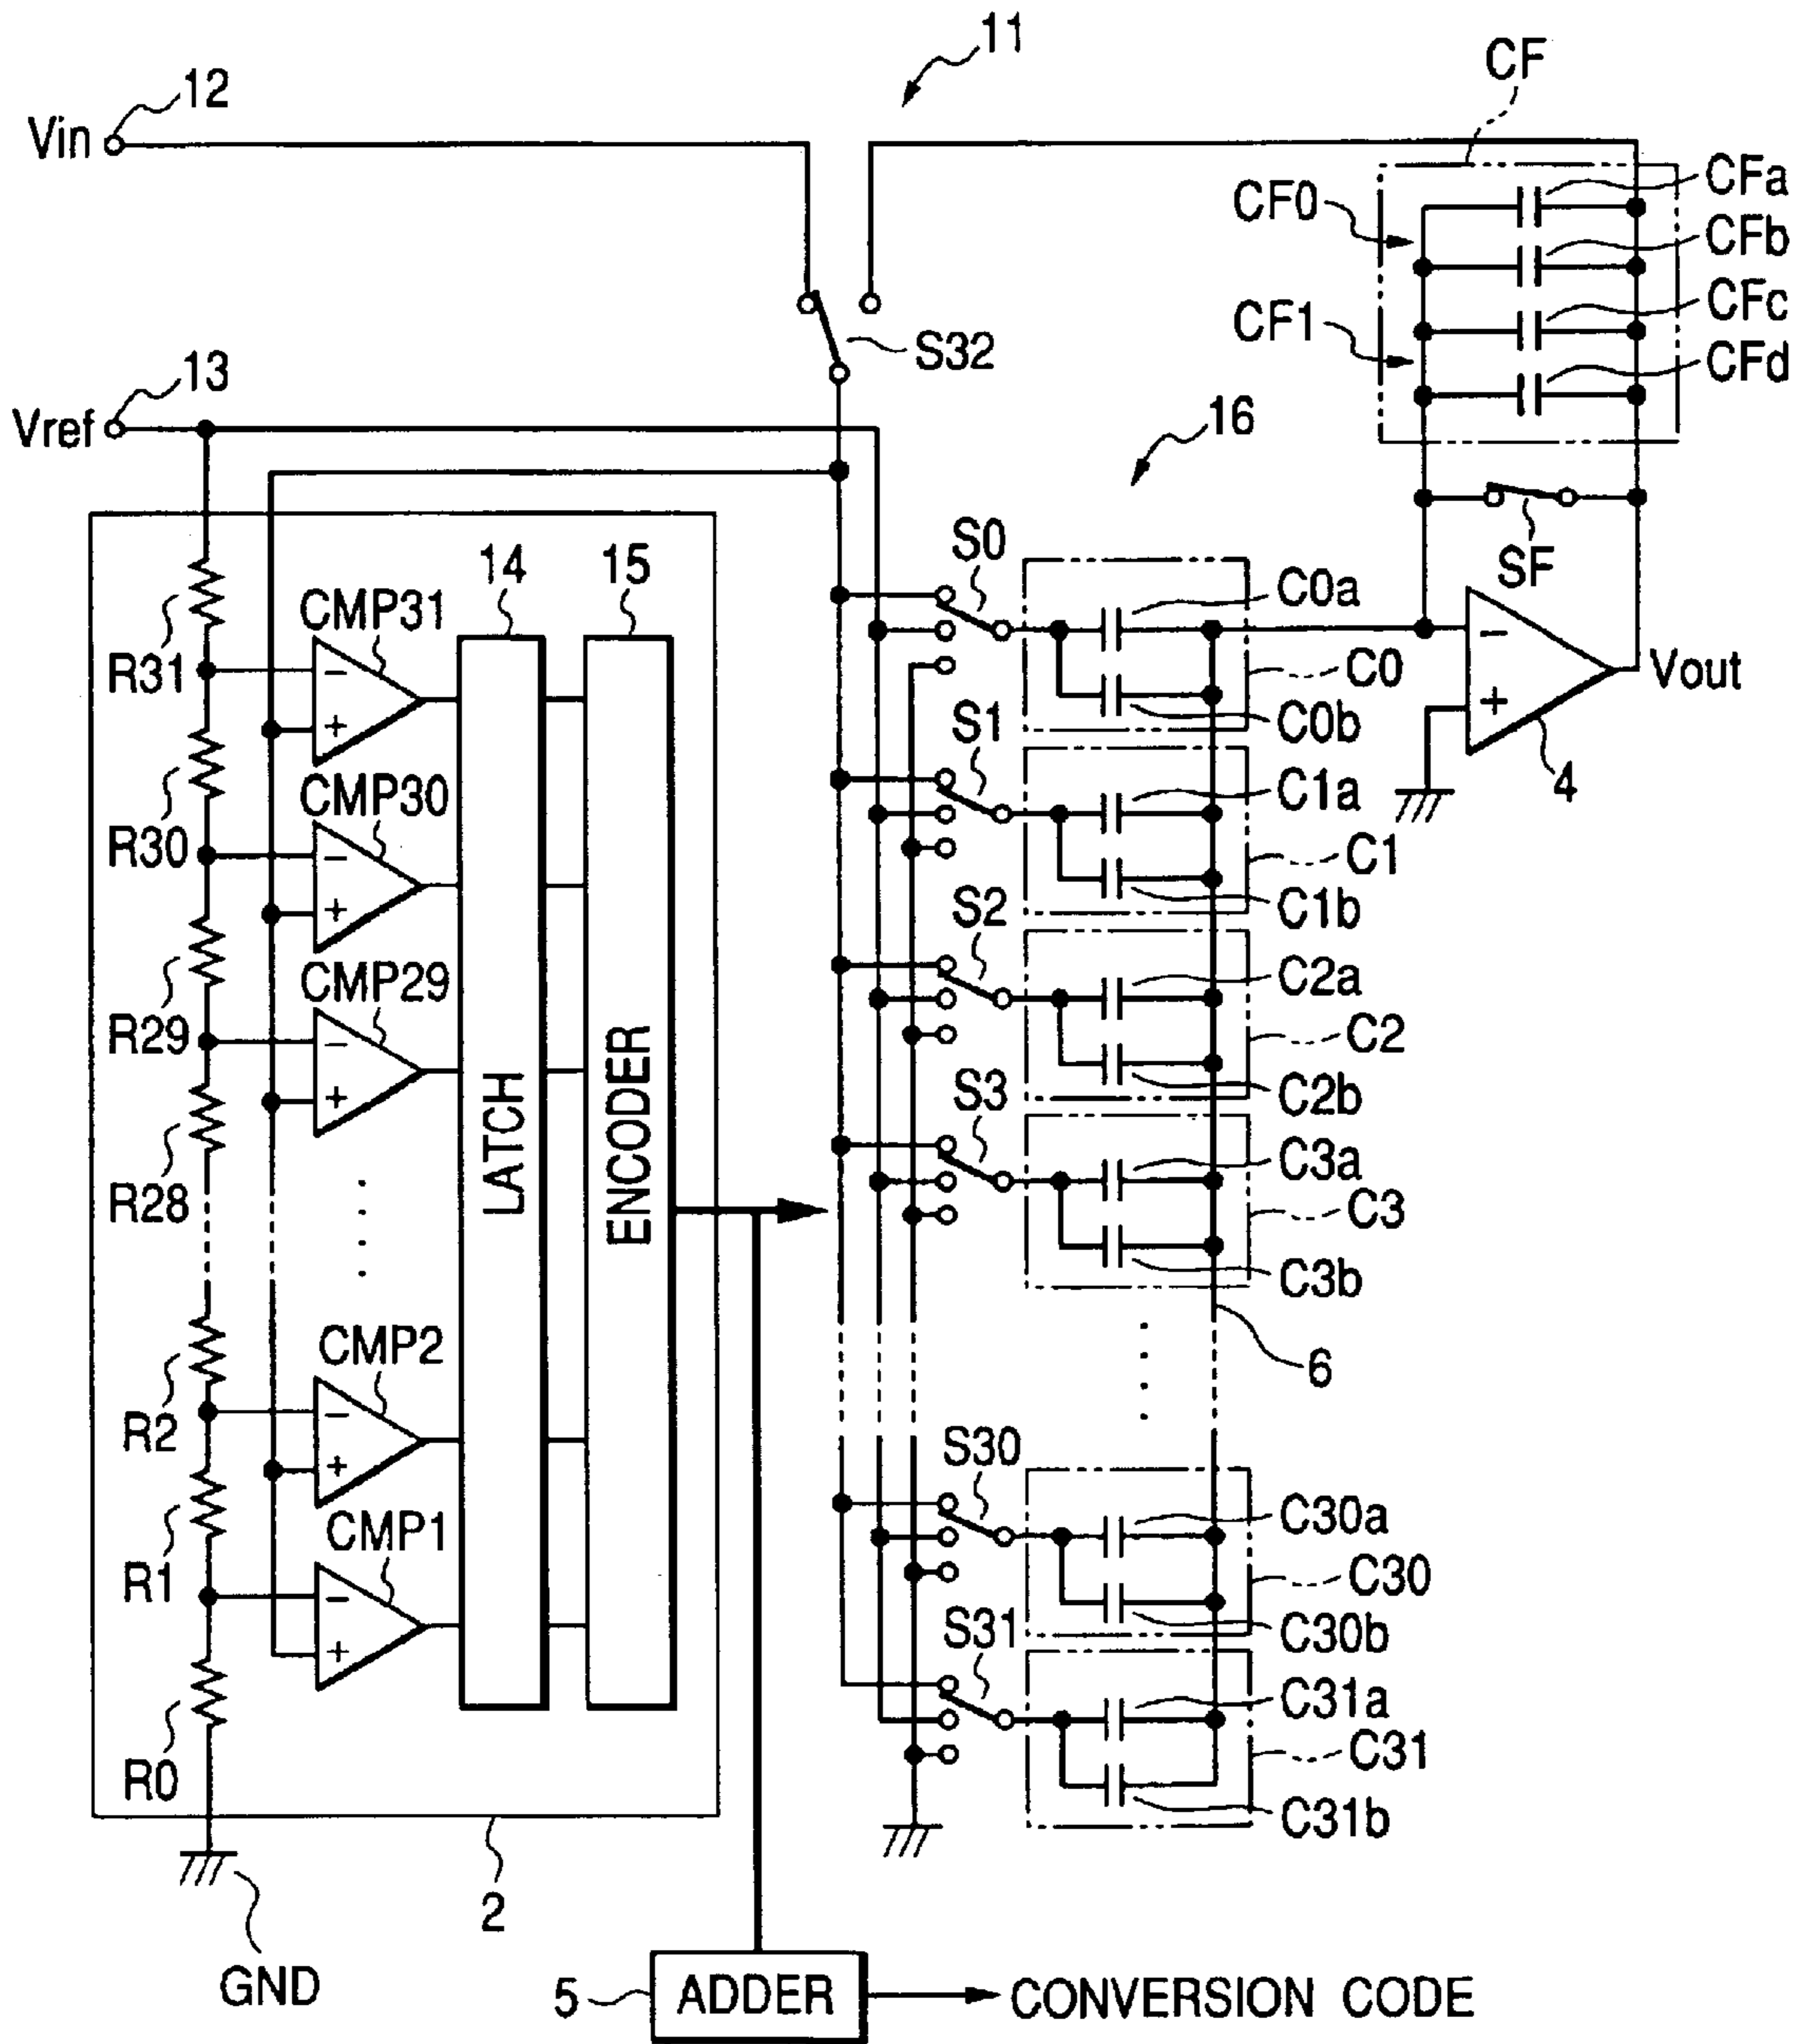 11
CF
12
Vin
CFa
CF0
CFb
CFc
CF1
S32
CFd
13
Vref
16
SF
S0
14
15
C0a
CMP31
R31
C0
Vout
C0b
S1
4
CMP30
C1a
R30
C1
C1b
S2
CMP29
C2a
R29
C2
C2b
S3
LATCH
ENCODER
C3a
R28
C3
C3b
CMP2
6
R2
S30
C30a
CMP1
R1
C30
C30b
S31
C31a
C31
R0
C31b
2
GND
5
ADDER
CONVERSION CODE